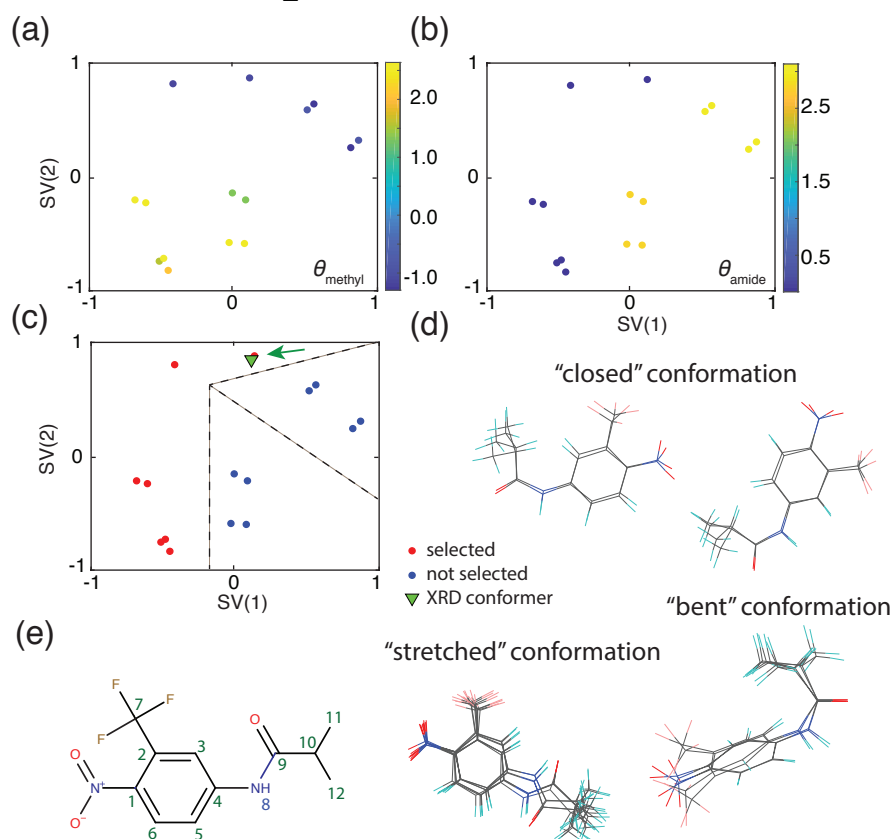 (a)
(b)
1
0
-1
-1
0
1
SV(2)
θmethyl
2.0
1.0
0.0
-1.0
1
0
-1
-1
0
1
SV(2)
SV(1)
θamide
2.5
1.5
0.5
(c)
1
0
-1
-1
0
1
SV(2)
SV(1)
selected
not selected
XRD conformer
(d)
"closed" conformation
"bent" conformation
"stretched" conformation
(e)
F
F
F
7
O
N+
O-
1
2
3
4
5
6
NH
8
O
9
10
11
12